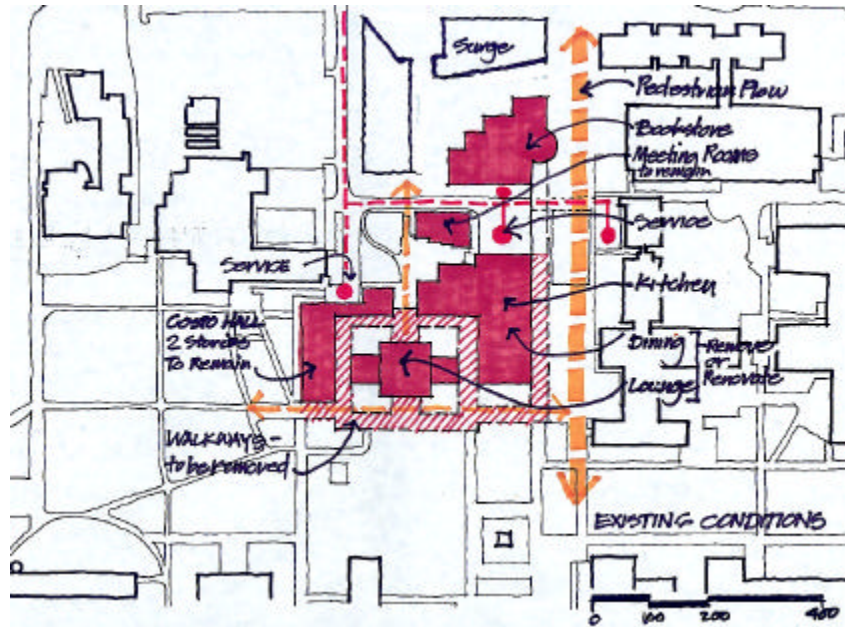 Surge
Pedestrian Flow
Bookstore
Meeting Rooms
to remain
Service
Service
Kitchen
Costo Hall
2 Stories
To Remain
Dining
Remove
or
Renovate
Lounge
Walkways -
to be removed
EXISTING CONDITIONS
0 100 200 400